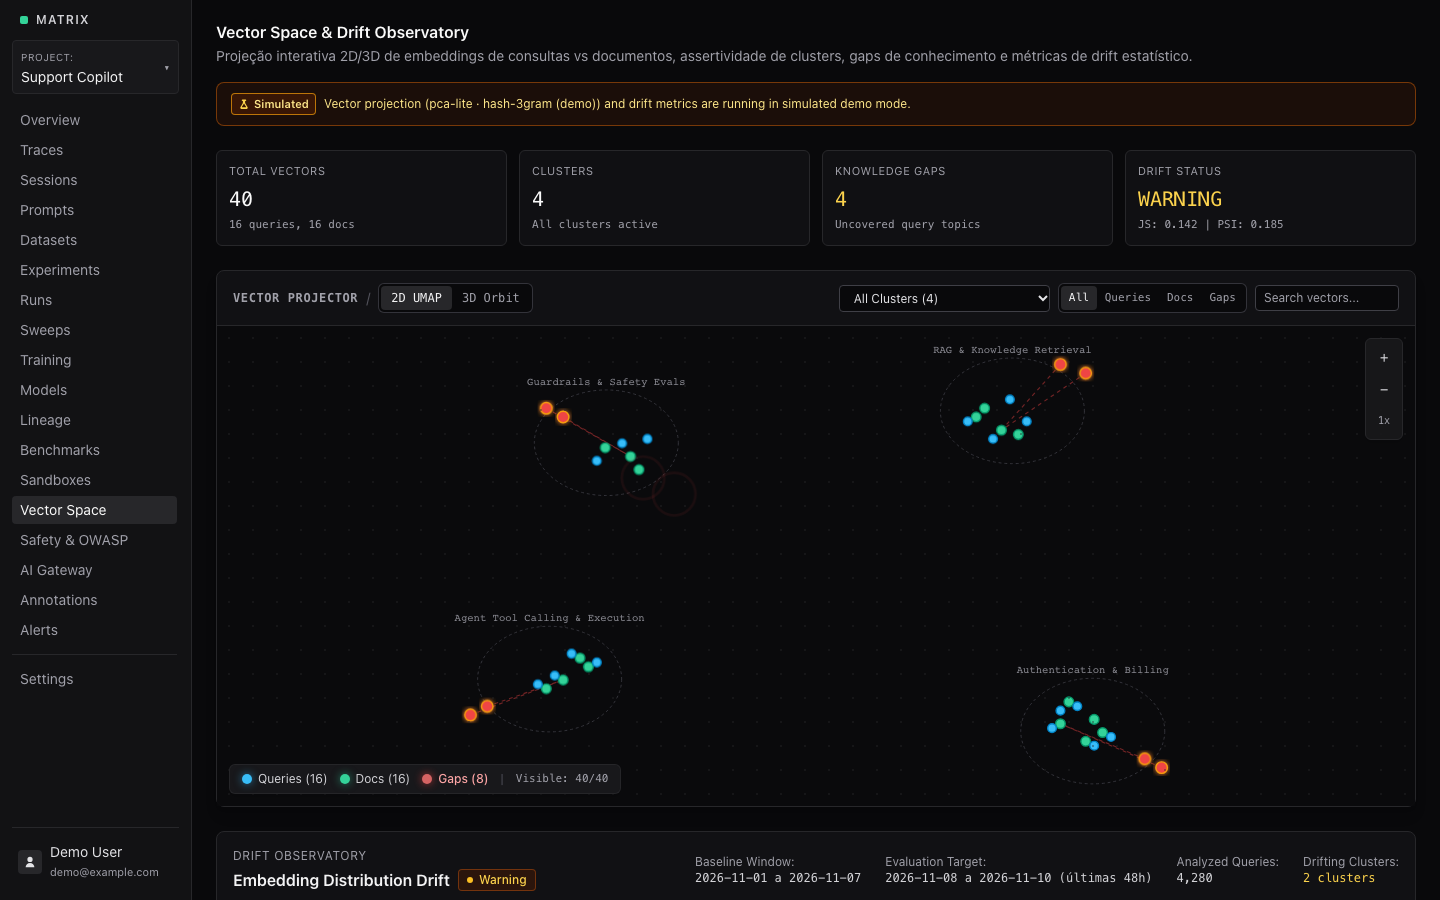 MATRIX
PROJECT:
Support Copilot
Overview
Traces
Sessions
Prompts
Datasets
Experiments
Runs
Sweeps
Training
Models
Lineage
Benchmarks
Sandboxes
Vector Space
Safety & OWASP
AI Gateway
Annotations
Alerts
Settings
Demo User
demo@example.com
Vector Space & Drift Observatory
Projeção interativa 2D/3D de embeddings de consultas vs documentos, assertividade de clusters, gaps de conhecimento e métricas de drift estatístico.
Simulated Vector projection (pca-lite · hash-3gram (demo)) and drift metrics are running in simulated demo mode.
TOTAL VECTORS
40
16 queries, 16 docs
CLUSTERS
4
All clusters active
KNOWLEDGE GAPS
4
Uncovered query topics
DRIFT STATUS
WARNING
JS: 0.142 | PSI: 0.185
VECTOR PROJECTOR / 2D UMAP 3D Orbit All Clusters (4) All Queries Docs Gaps Search vectors...
RAG & Knowledge Retrieval
Guardrails & Safety Evals
+
−
1x
Agent Tool Calling & Execution
Authentication & Billing
Queries (16) Docs (16) Gaps (8) | Visible: 40/40
DRIFT OBSERVATORY
Embedding Distribution Drift Warning
Baseline Window:
2026-11-01 a 2026-11-07
Evaluation Target:
2026-11-08 a 2026-11-10 (últimas 48h)
Analyzed Queries:
4,280
Drifting Clusters:
2 clusters